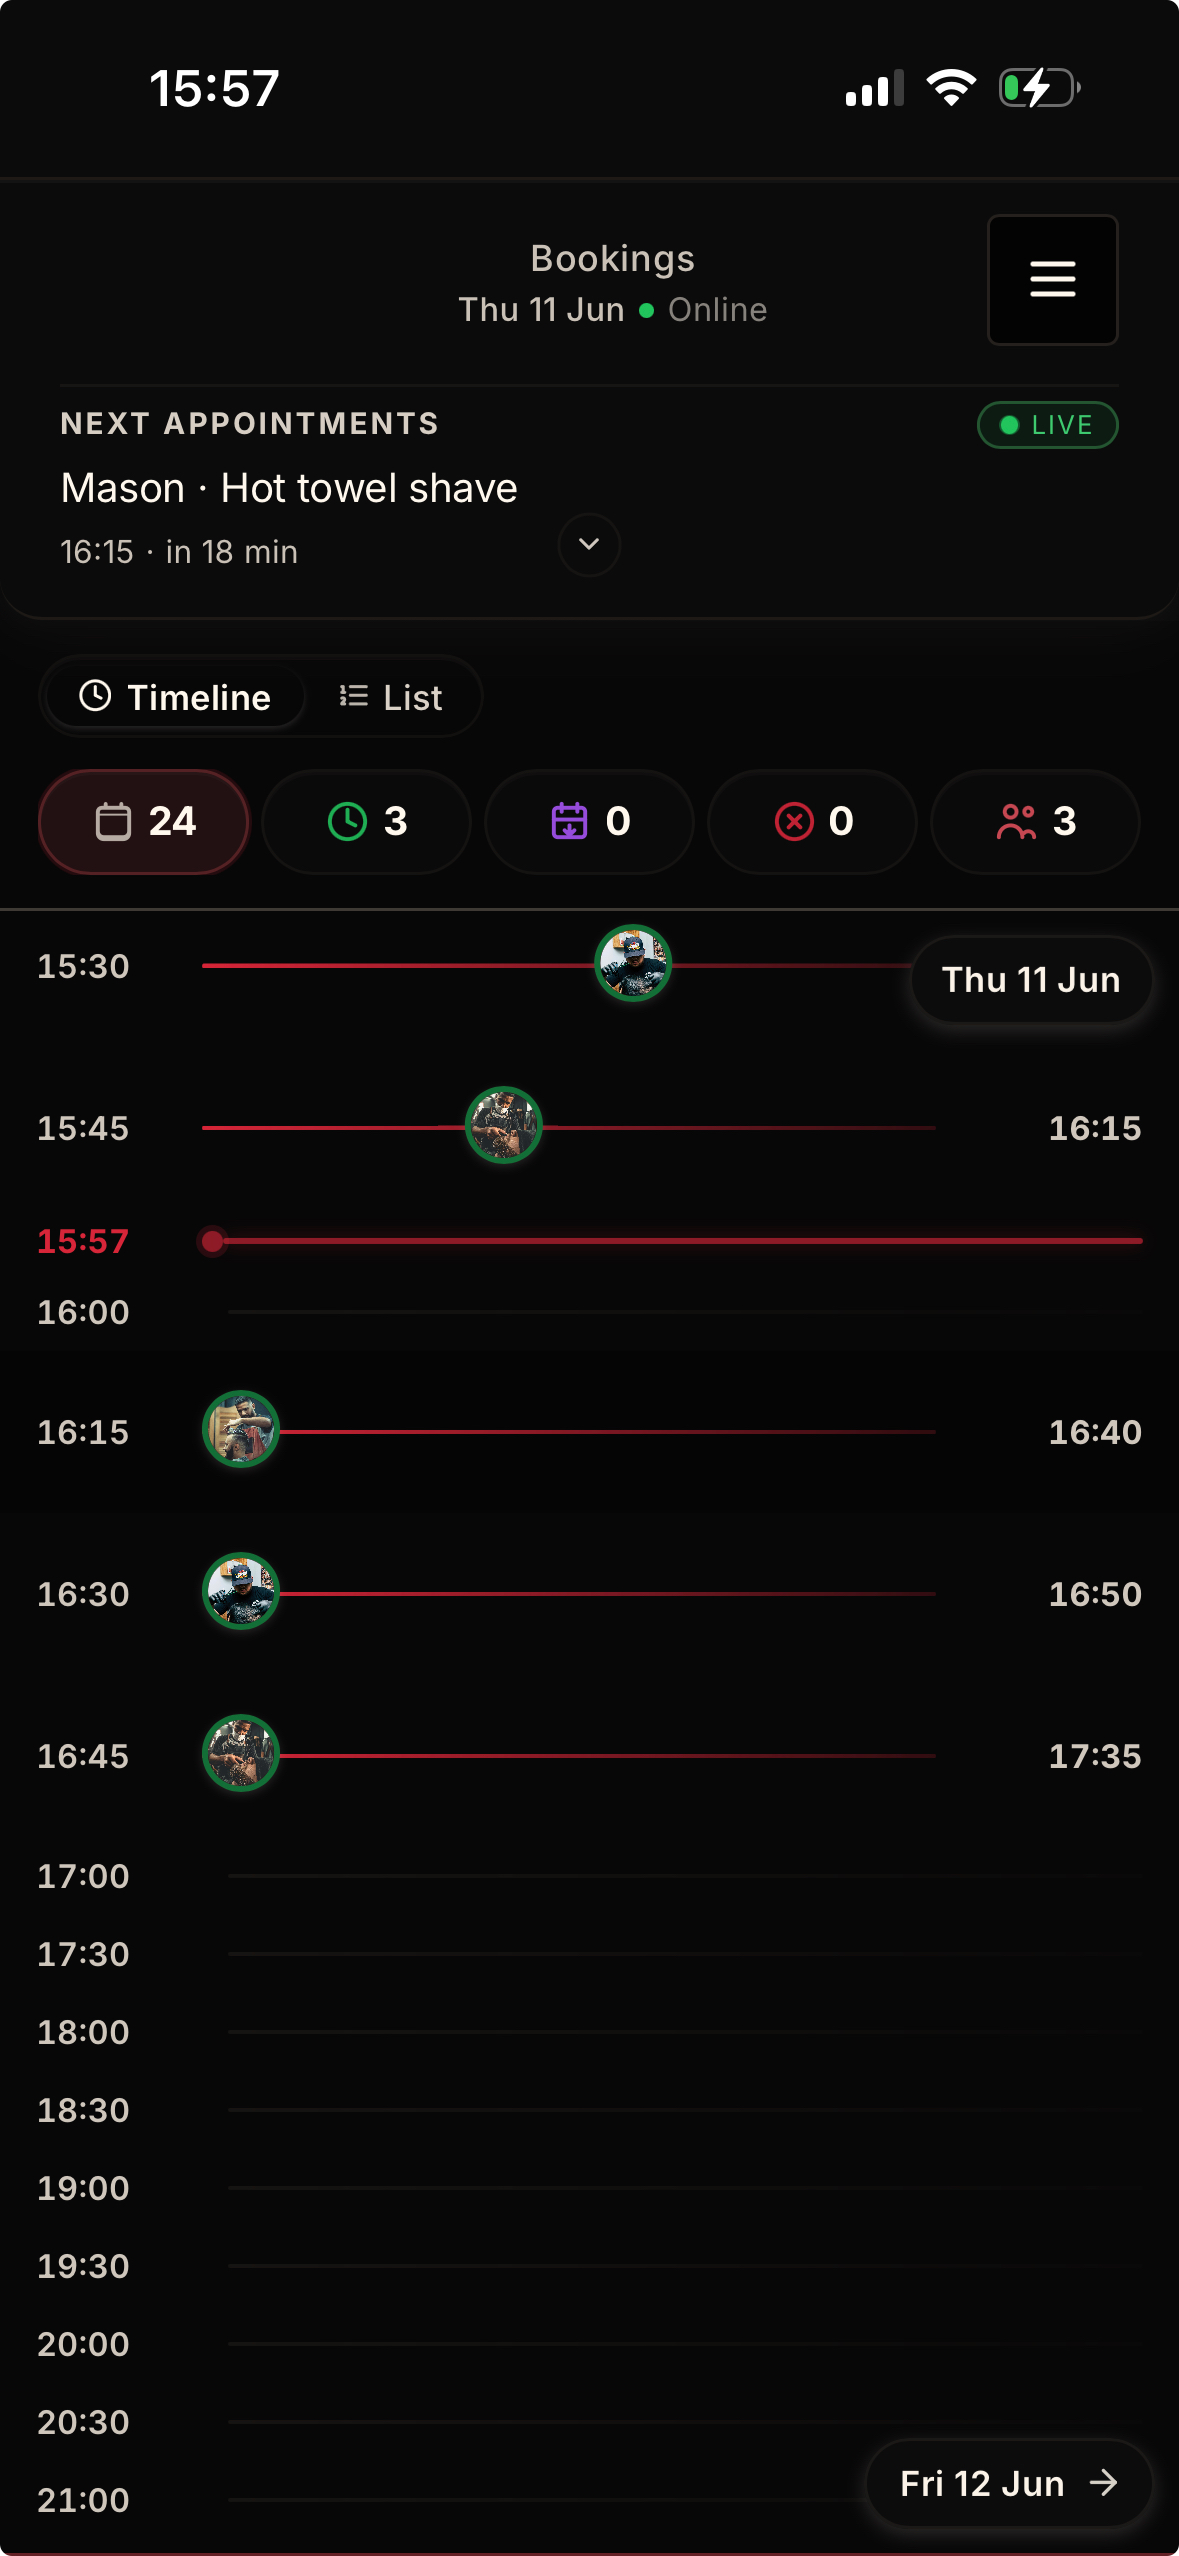 15:57
Bookings
Thu 11 Jun Online
NEXT APPOINTMENTS
LIVE
Mason · Hot towel shave
16:15 · in 18 min
Timeline
List
24
3
0
0
3
15:30
Thu 11 Jun
15:45
16:15
15:57
16:00
16:15
16:40
16:30
16:50
16:45
17:35
17:00
17:30
18:00
18:30
19:00
19:30
20:00
20:30
21:00
Fri 12 Jun →